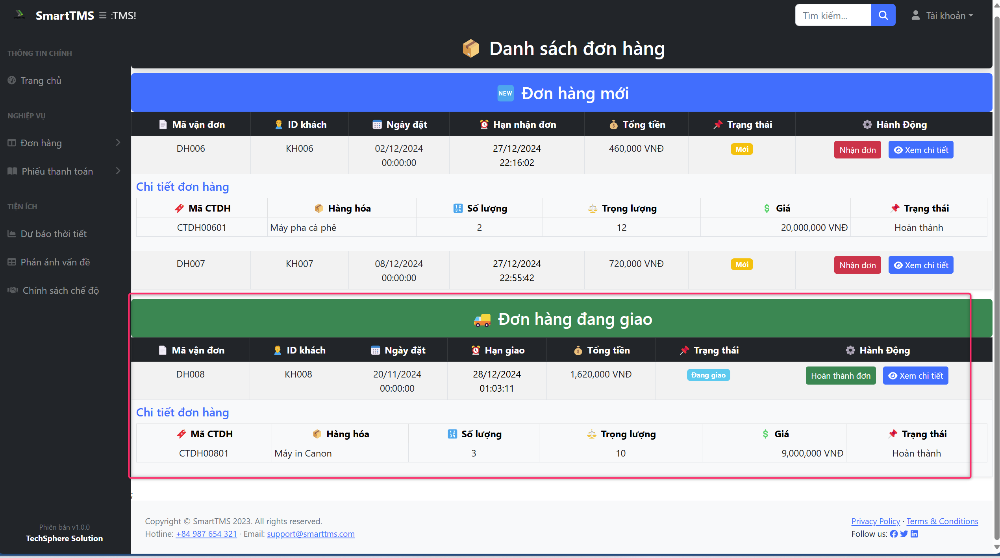 SmartTMS tTMS!
Tìm kiếm...
Tài khoản
THÔNG TIN CHÍNH
Trang chủ
NGHIỆP VỤ
Đơn hàng
Phiếu thanh toán
TIỆN ÍCH
Dự báo thời tiết
Phản ánh vấn đề
Chính sách chế độ
Phiên bản v1.0.0
TechSphere Solution
Danh sách đơn hàng
NEW Đơn hàng mới
Mã vận đơn ID khách Ngày đặt Hạn nhận đơn Tổng tiền Trạng thái Hành Động
DH006 KH006 02/12/2024 27/12/2024 460,000 VNĐ Mới Nhận đơn Xem chi tiết
00:00:00 22:16:02
Chi tiết đơn hàng
Mã CTDH Hàng hóa Số lượng Trọng lượng Giá Trạng thái
CTDH00601 Máy pha cà phê 2 12 20,000,000 VNĐ Hoàn thành
DH007 KH007 08/12/2024 27/12/2024 720,000 VNĐ Mới Nhận đơn Xem chi tiết
00:00:00 22:55:42
Đơn hàng đang giao
Mã vận đơn ID khách Ngày đặt Hạn giao Tổng tiền Trạng thái Hành Động
DH008 KH008 20/11/2024 28/12/2024 1,620,000 VNĐ Đang giao Hoàn thành đơn Xem chi tiết
00:00:00 01:03:11
Chi tiết đơn hàng
Mã CTDH Hàng hóa Số lượng Trọng lượng Giá Trạng thái
CTDH00801 Máy in Canon 3 10 9,000,000 VNĐ Hoàn thành
;
Copyright © SmartTMS 2023. All rights reserved.
Hotline: +84 987 654 321 · Email: support@smarttms.com
Privacy Policy · Terms & Conditions
Follow us: